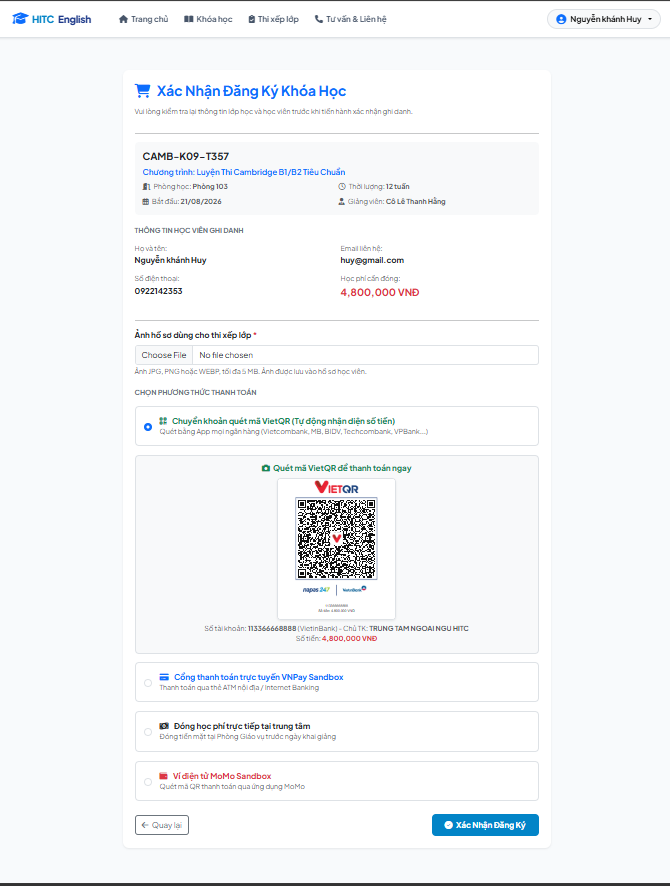 HITC English
Trang chủ
Khóa học
Thi xếp lớp
Tư vấn & Liên hệ
Nguyễn khánh Huy
Xác Nhận Đăng Ký Khóa Học
Vui lòng kiểm tra lại thông tin lớp học và học viên trước khi tiến hành xác nhận ghi danh.
CAMB-K09-T357
Chương trình: Luyện Thi Cambridge B1/B2 Tiêu Chuẩn
Phòng học: Phòng 103
Thời lượng: 12 tuần
Bắt đầu: 21/08/2026
Giảng viên: Cô Lê Thanh Hằng
THÔNG TIN HỌC VIÊN GHI DANH
Họ và tên:
Nguyễn khánh Huy
Email liên hệ:
huy@gmail.com
Số điện thoại:
0922142353
Học phí cần đóng:
4,800,000 VNĐ
Ảnh hồ sơ dùng cho thi xếp lớp *
Choose File No file chosen
Ảnh JPG, PNG hoặc WEBP, tối đa 5 MB. Ảnh được lưu vào hồ sơ học viên.
CHỌN PHƯƠNG THỨC THANH TOÁN
Chuyển khoản quét mã VietQR (Tự động nhận diện số tiền)
Quét bằng App mọi ngân hàng (Vietcombank, MB, BIDV, Techcombank, VPBank...)
Quét mã VietQR để thanh toán ngay
VIETQR
napas 247
VietinBank
Số tài khoản: 113366668888 (VietinBank) - Chủ TK: TRUNG TAM NGOAI NGU HITC
Số tiền: 4,800,000 VNĐ
Cổng thanh toán trực tuyến VNPay Sandbox
Thanh toán qua thẻ ATM nội địa / Internet Banking
Đóng học phí trực tiếp tại trung tâm
Đóng tiền mặt tại Phòng Giáo vụ trước ngày khai giảng
Ví điện tử MoMo Sandbox
Quét mã QR thanh toán qua ứng dụng MoMo
Quay lại
Xác Nhận Đăng Ký